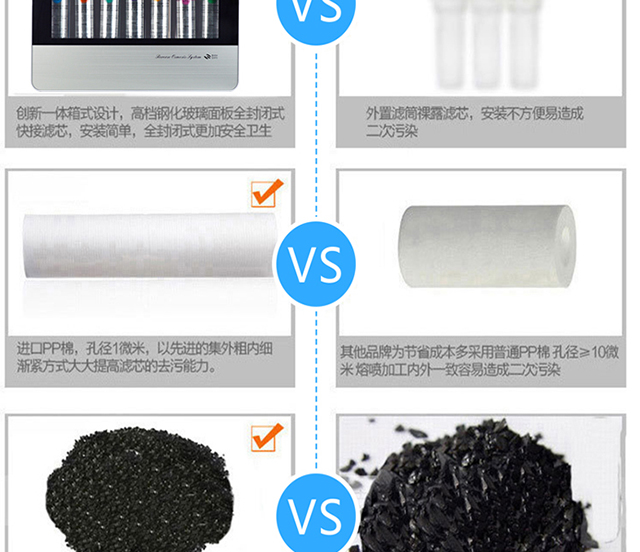 VS
Reverse Osmosis System
创新一体箱式设计，高档钢化玻璃面板全封闭式
快接滤芯，安装简单，全封闭式更加安全卫生
外置滤筒裸露滤芯，安装不方便易造成
二次污染
VS
进口PP棉，孔径1微米，以先进的集外粗内细
渐紧方式大大提高滤芯的去污能力。
其他品牌为节省成本多采用普通PP棉 孔径≥10微
米 熔喷加工内外一致容易造成二次污染
VS